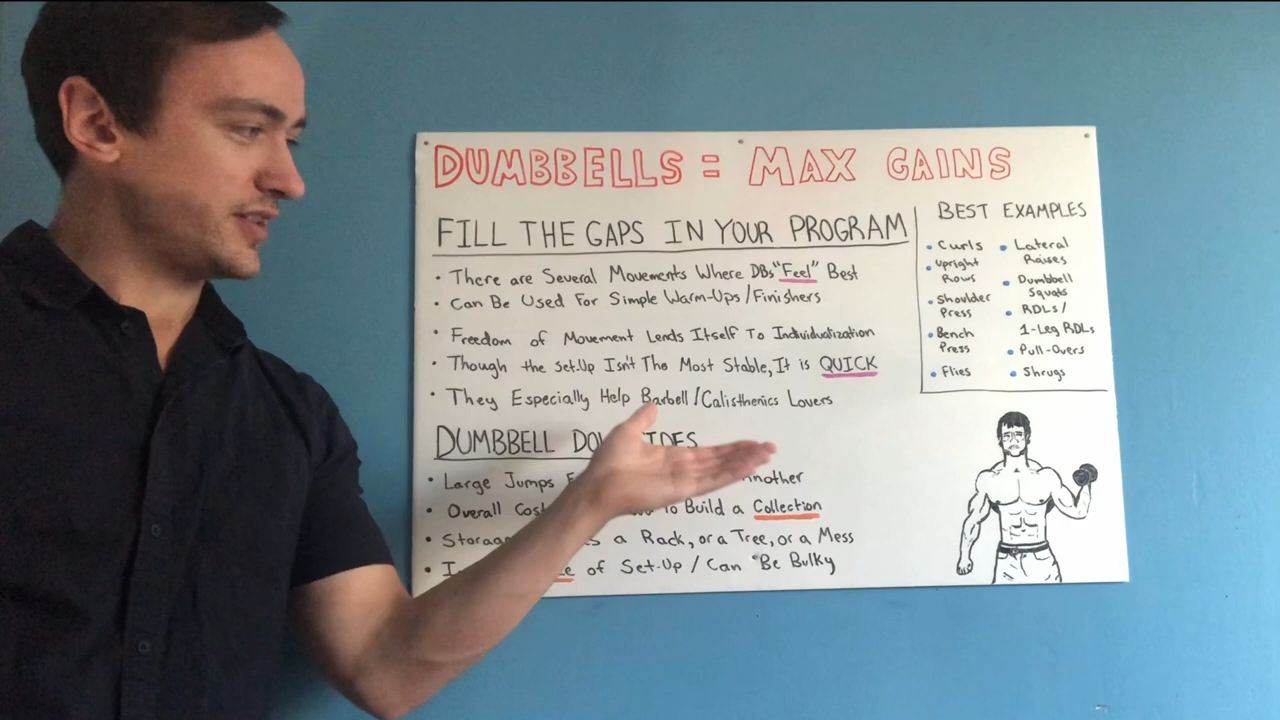 DUMBBELLS = MAX GAINS
FILL THE GAPS IN YOUR PROGRAM
• There are Several Movements Where DBs "Feel" Best
• Can Be Used For Simple Warm-Ups/Finishers
• Freedom of Movement Lends Itself To Individualization
• Though the Set-Up Isn't The Most Stable, It is QUICK
• They Especially Help Barbell/Calisthenics Lovers
DUMBBELL
• Large Jumps
• Overall To Build a Collection
• a Rack, or a Tree, or a Mess
• of Set-Up / Can Be Bulky
BEST EXAMPLES
• Curls
• Upright
Rows
• Shoulder
Press
• Bench
Press
• Flies
• Lateral
Raises
• Dumbbell
Squats
• RDLs/
1-Leg RDLs
• Pull-Overs
• Shrugs